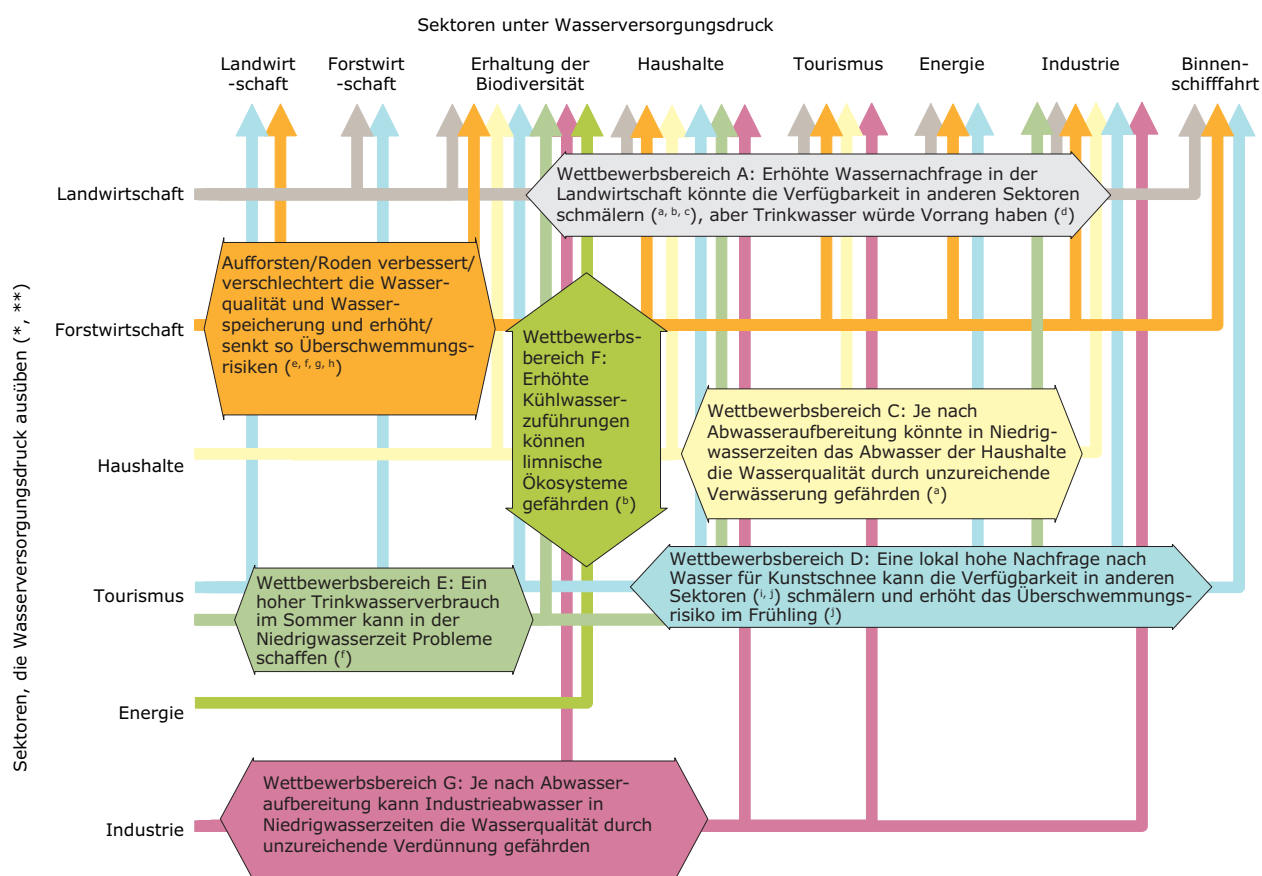 Sektoren unter Wasserversorgungsdruck
Landwirt
-schaft
Forstwirt
-schaft
Erhaltung der
Biodiversität
Haushalte
Tourismus
Energie
Industrie
Binnen-
schifffahrt
Sektoren, die Wasserversorgungsdruck ausüben (*, **)
Landwirtschaft
Wettbewerbsbereich A: Erhöhte Wassernachfrage in der
Landwirtschaft könnte die Verfügbarkeit in anderen Sektoren
schmälern (a, b, c), aber Trinkwasser würde Vorrang haben (d)
Forstwirtschaft
Aufforsten/Roden verbessert/
verschlechtert die Wasser-
qualität und Wasser-
speicherung und erhöht/
senkt so Überschwemmungs-
risiken (e, f, g, h)
Wettbewerbs-
bereich F:
Erhöhte
Kühlwasser-
zuführungen
können
limnische
Ökosysteme
gefährden (b)
Haushalte
Wettbewerbsbereich C: Je nach
Abwasseraufbereitung könnte in Niedrig-
wasserzeiten das Abwasser der Haushalte
die Wasserqualität durch unzureichende
Verwässerung gefährden (a)
Tourismus
Wettbewerbsbereich D: Eine lokal hohe Nachfrage nach
Wasser für Kunstschnee kann die Verfügbarkeit in anderen
Sektoren (i, j) schmälern und erhöht das Überschwemmungs-
risiko im Frühling (j)
Wettbewerbsbereich E: Ein
hoher Trinkwasserverbrauch
im Sommer kann in der
Niedrigwasserzeit Probleme
schaffen (f)
Energie
Industrie
Wettbewerbsbereich G: Je nach Abwasser-
aufbereitung kann Industrieabwasser in
Niedrigwasserzeiten die Wasserqualität durch
unzureichende Verdünnung gefährden